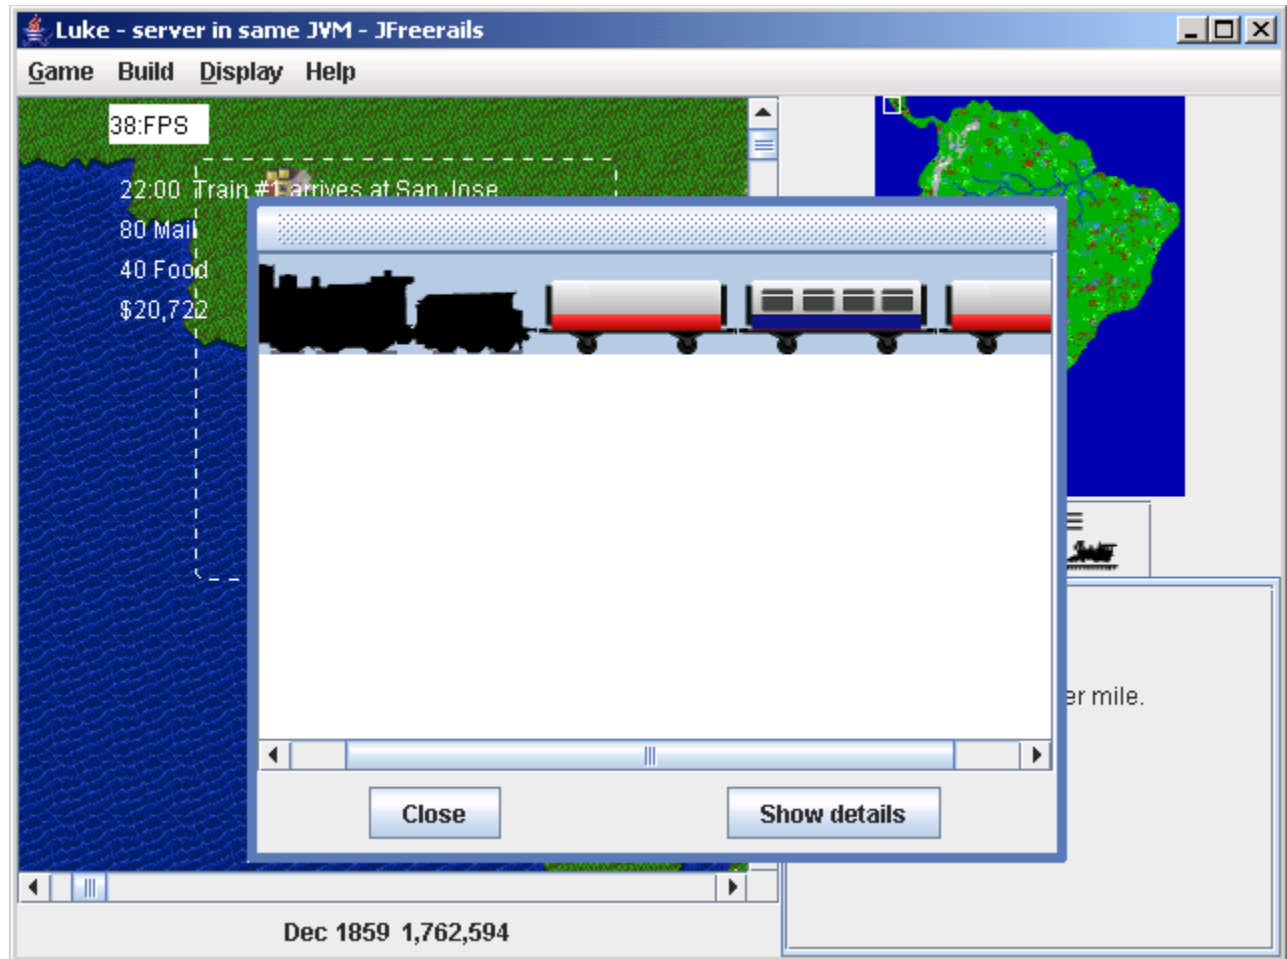 Luke - server in same JVM - JFreerails
Game Build Display Help
38:FPS
22:00 Train #1 arrives at San Jose
80 Mail
40 Food
$20,722
er mile.
Close
Show details
Dec 1859 1,762,594